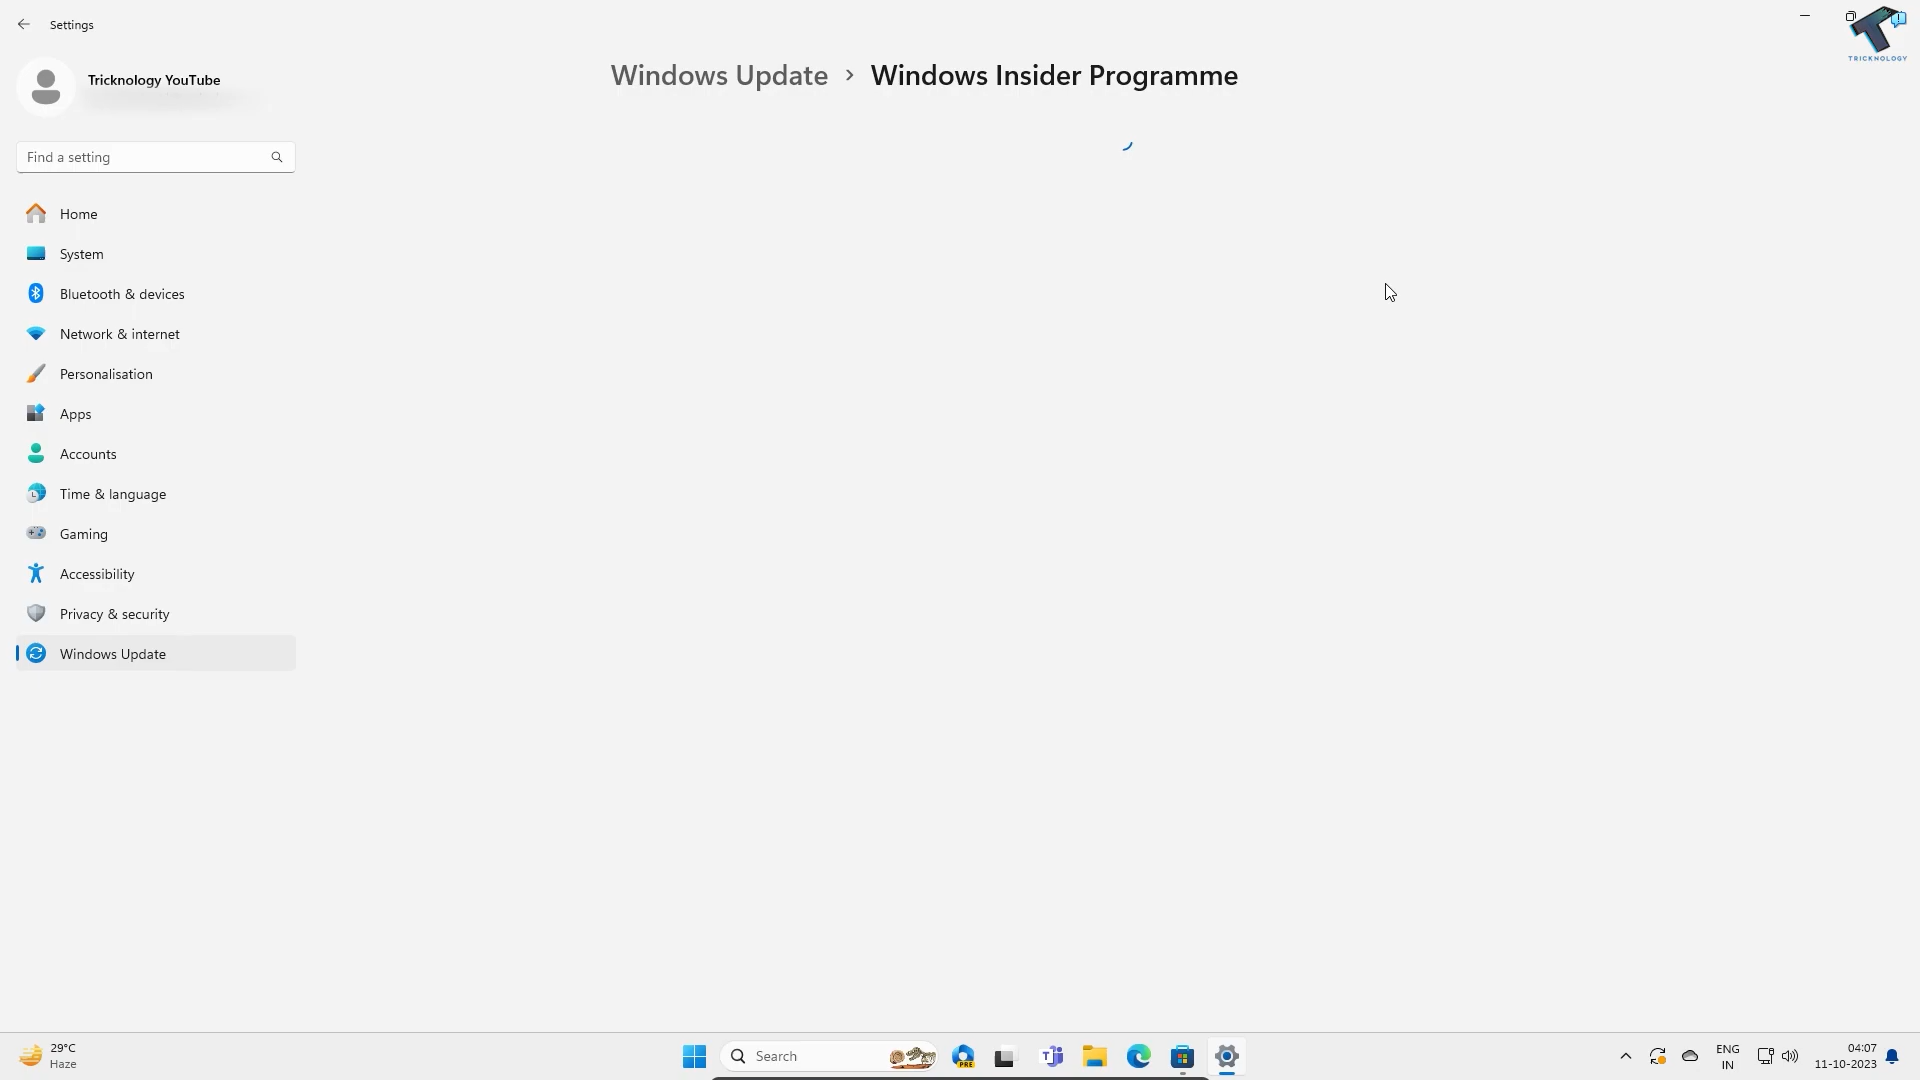 Settings
Tricknology YouTube
TRICKNOLOGY
Windows Update > Windows Insider Programme
Find a setting
Home
System
Bluetooth & devices
Network & internet
Personalisation
Apps
Accounts
Time & language
Gaming
Accessibility
Privacy & security
Windows Update
29°C
Haze
Search
PRE
ENG
IN
04:07
11-10-2023